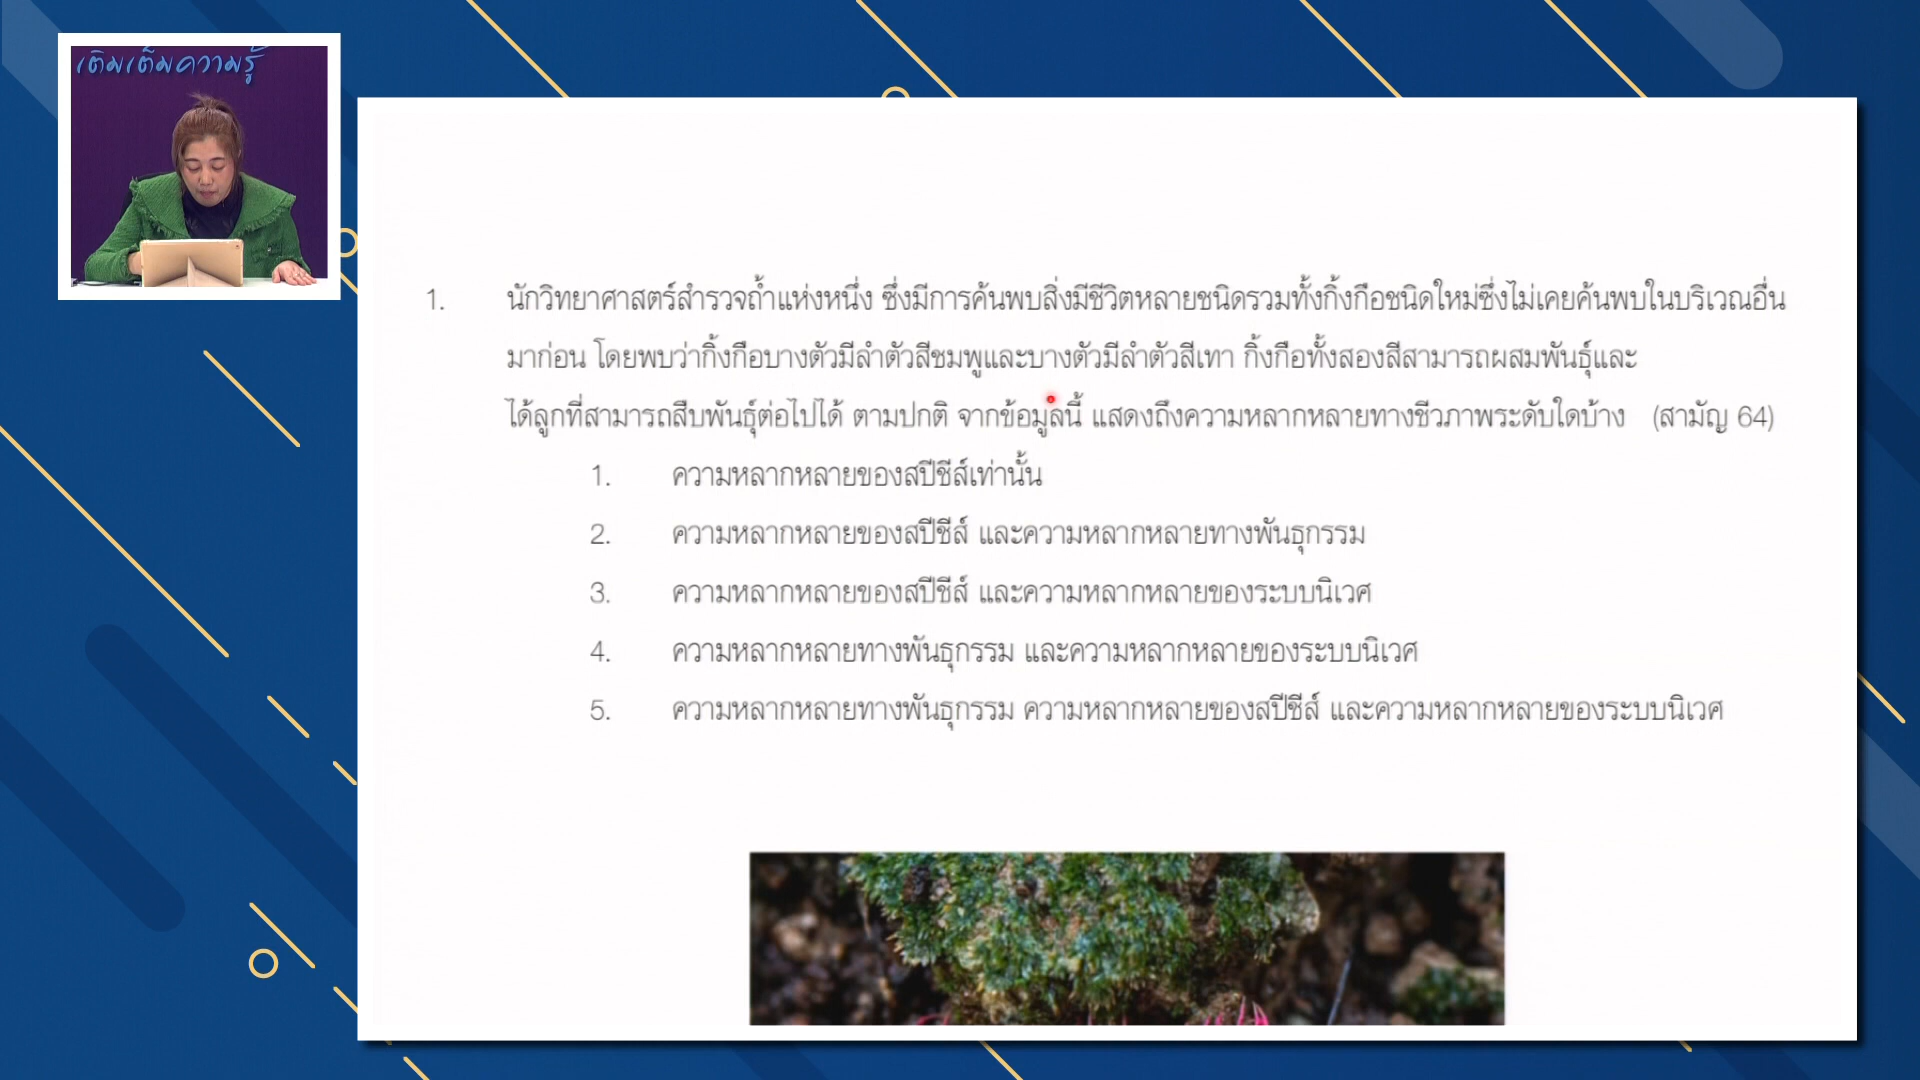 เติมเต็มความรู้
1. นักวิทยาศาสตร์สำรวจถ้ำแห่งหนึ่ง ซึ่งมีการค้นพบสิ่งมีชีวิตหลายชนิดรวมทั้งกิ้งกือชนิดใหม่ซึ่งไม่เคยค้นพบในบริเวณอื่น
มาก่อน โดยพบว่ากิ้งกือบางตัวมีลำตัวสีชมพูและบางตัวมีลำตัวสีเทา กิ้งกือทั้งสองสีสามารถผสมพันธุ์และ
ได้ลูกที่สามารถสืบพันธุ์ต่อไปได้ ตามปกติ จากข้อมูลนี้ แสดงถึงความหลากหลายทางชีวภาพระดับใดบ้าง (สามัญ 64)
1. ความหลากหลายของสปีชีส์เท่านั้น
2. ความหลากหลายของสปีชีส์ และความหลากหลายทางพันธุกรรม
3. ความหลากหลายของสปีชีส์ และความหลากหลายของระบบนิเวศ
4. ความหลากหลายทางพันธุกรรม และความหลากหลายของระบบนิเวศ
5. ความหลากหลายทางพันธุกรรม ความหลากหลายของสปีชีส์ และความหลากหลายของระบบนิเวศ